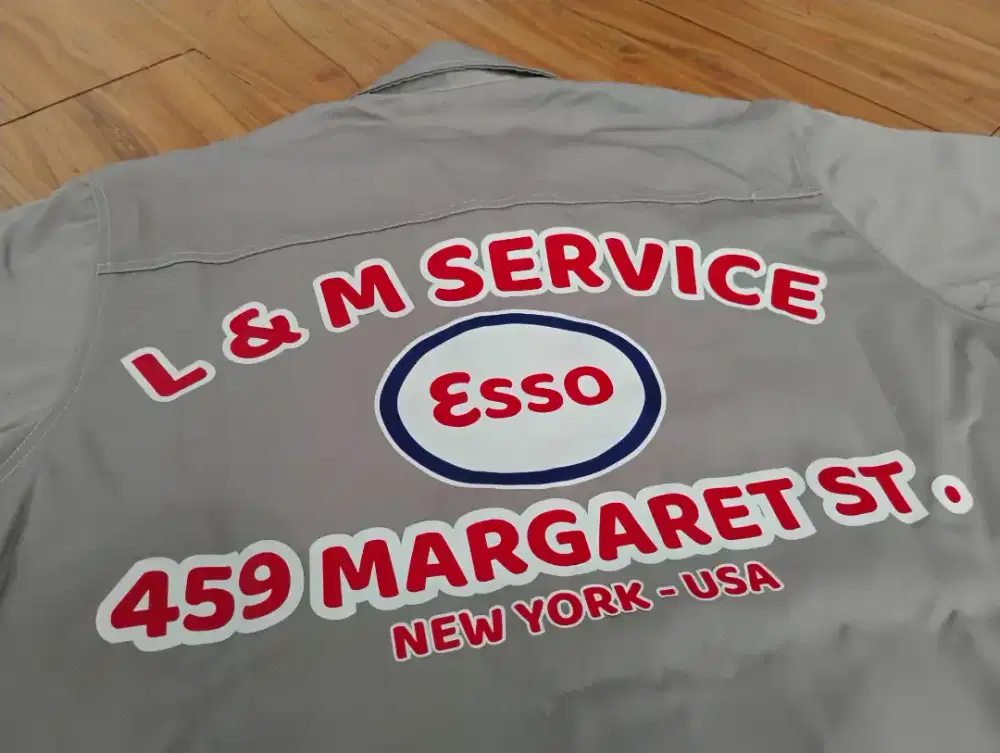 L & M SERVICE
Esso
459 MARGARET ST.
NEW YORK - USA